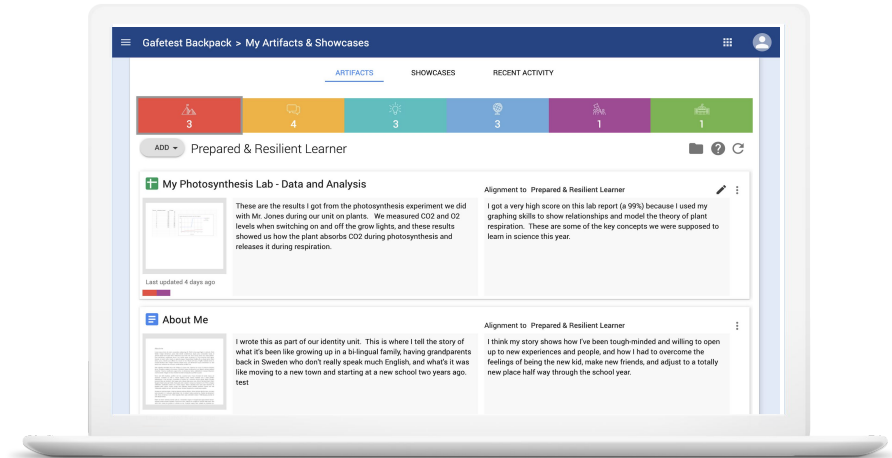 Gafetest Backpack > My Artifacts & Showcases
ARTIFACTS SHOWCASES RECENT ACTIVITY
3 4 3 3 1 1
ADD Prepared & Resilient Learner
My Photosynthesis Lab - Data and Analysis
Alignment to Prepared & Resilient Learner
These are the results I got from the photosynthesis experiment we did
with Mr. Jones during our unit on plants. We measured CO2 and O2
levels when switching on and off the grow lights, and these results
showed us how the plant absorbs CO2 during photosynthesis and
releases it during respiration.
I got a very high score on this lab report (a 99%) because I used my
graphing skills to show relationships and model the theory of plant
respiration. These are some of the key concepts we were supposed to
learn in science this year.
Last updated 4 days ago
About Me
Alignment to Prepared & Resilient Learner
I wrote this as part of our identity unit. This is where I tell the story of
what it's been like growing up in a bi-lingual family, having grandparents
back in Sweden who don't really speak much English, and what's it was
like moving to a new town and starting at a new school two years ago.
test
I think my story shows how I've been tough-minded and willing to open
up to new experiences and people, and how I had to overcome the
feelings of being the new kid, make new friends, and adjust to a totally
new place half way through the school year.